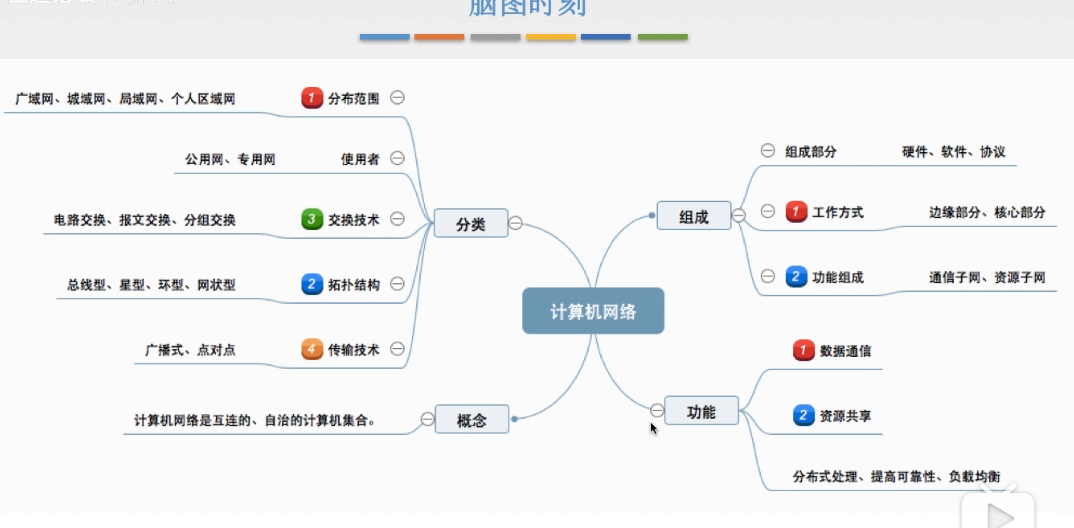 脑图时刻
广域网、城域网、局域网、个人区域网
1 分布范围
公用网、专用网
使用者
电路交换、报文交换、分组交换
3 交换技术
总线型、星型、环型、网状型
2 拓扑结构
广播式、点对点
4 传输技术
分类
计算机网络是互连的、自治的计算机集合。
概念
计算机网络
组成
组成部分
硬件、软件、协议
1 工作方式
边缘部分、核心部分
2 功能组成
通信子网、资源子网
功能
1 数据通信
2 资源共享
分布式处理、提高可靠性、负载均衡